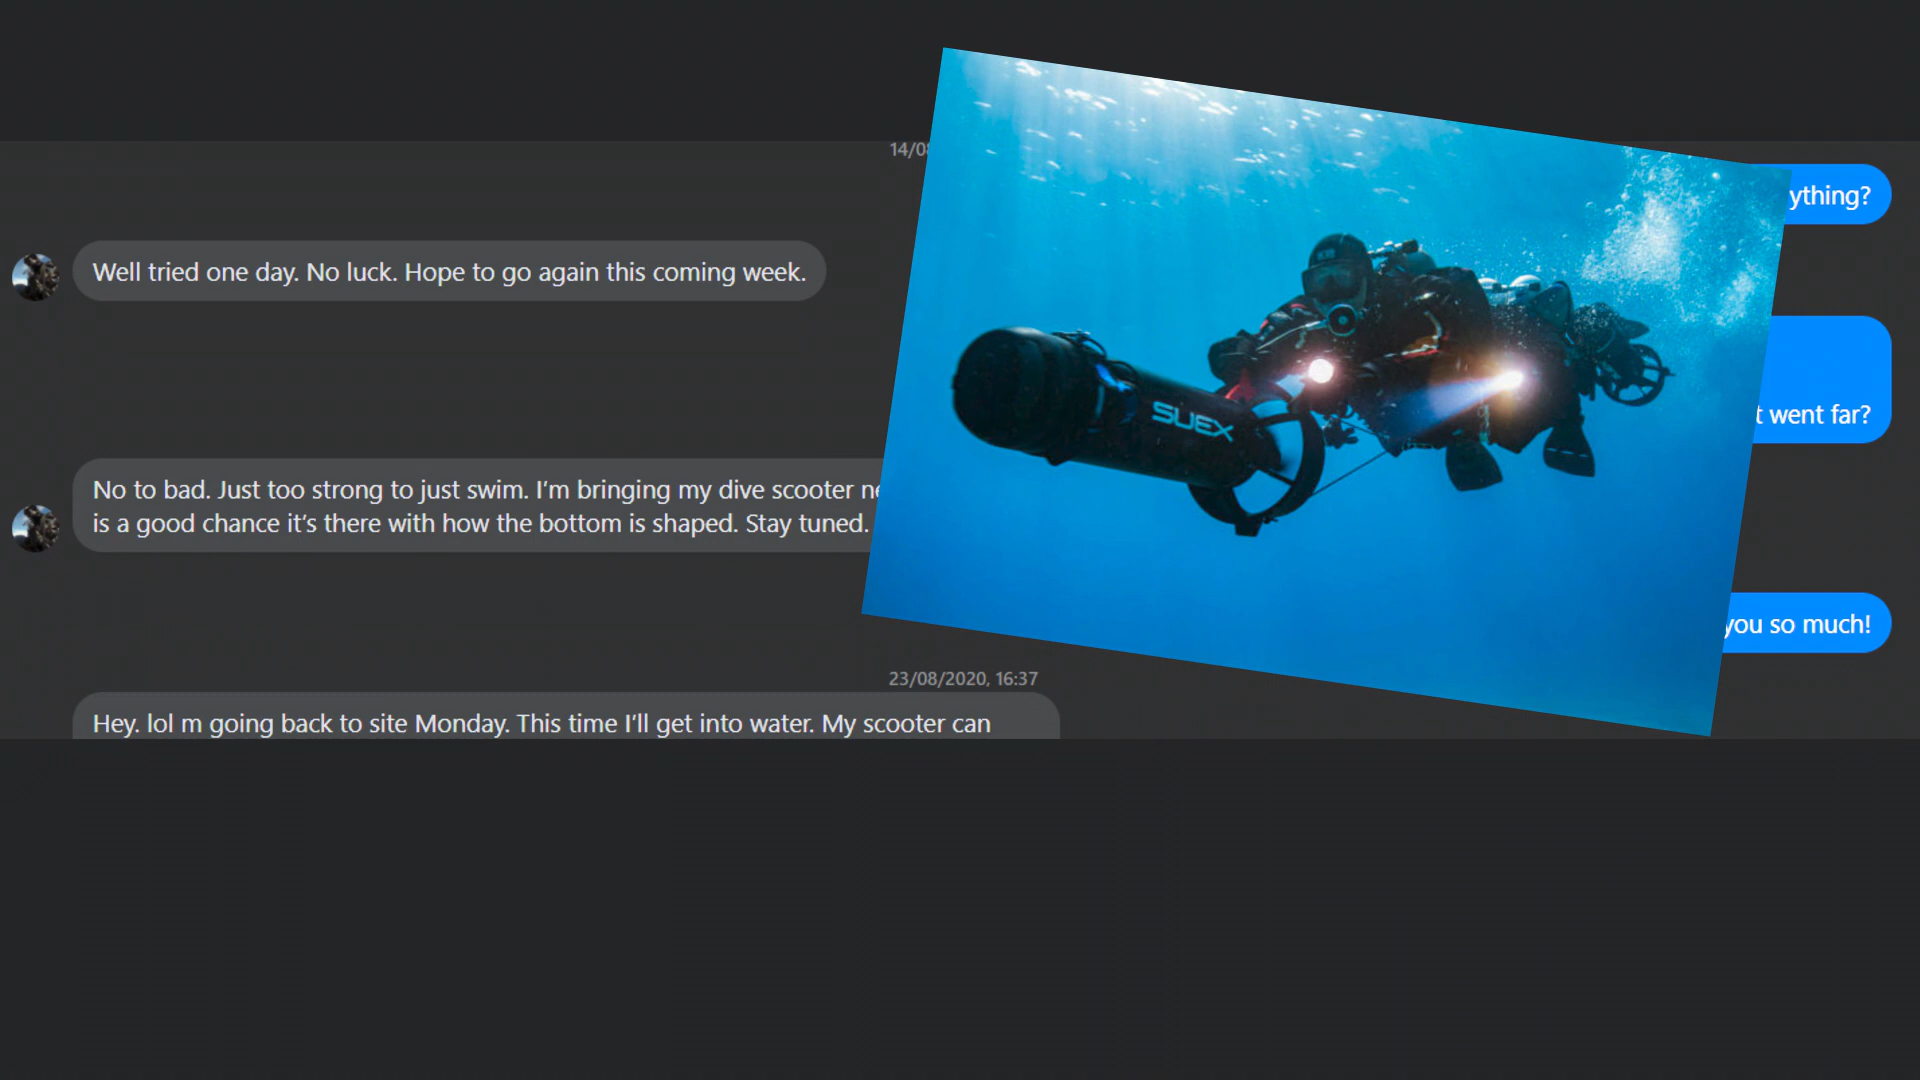 14/08
ything?
Well tried one day. No luck. Hope to go again this coming week.
t went far?
No to bad. Just too strong to just swim. I'm bringing my dive scooter
is a good chance it's there with how the bottom is shaped. Stay tuned.
SUEX
you so much!
23/08/2020, 16:37
Hey. lol m going back to site Monday. This time I'll get into water. My scooter can